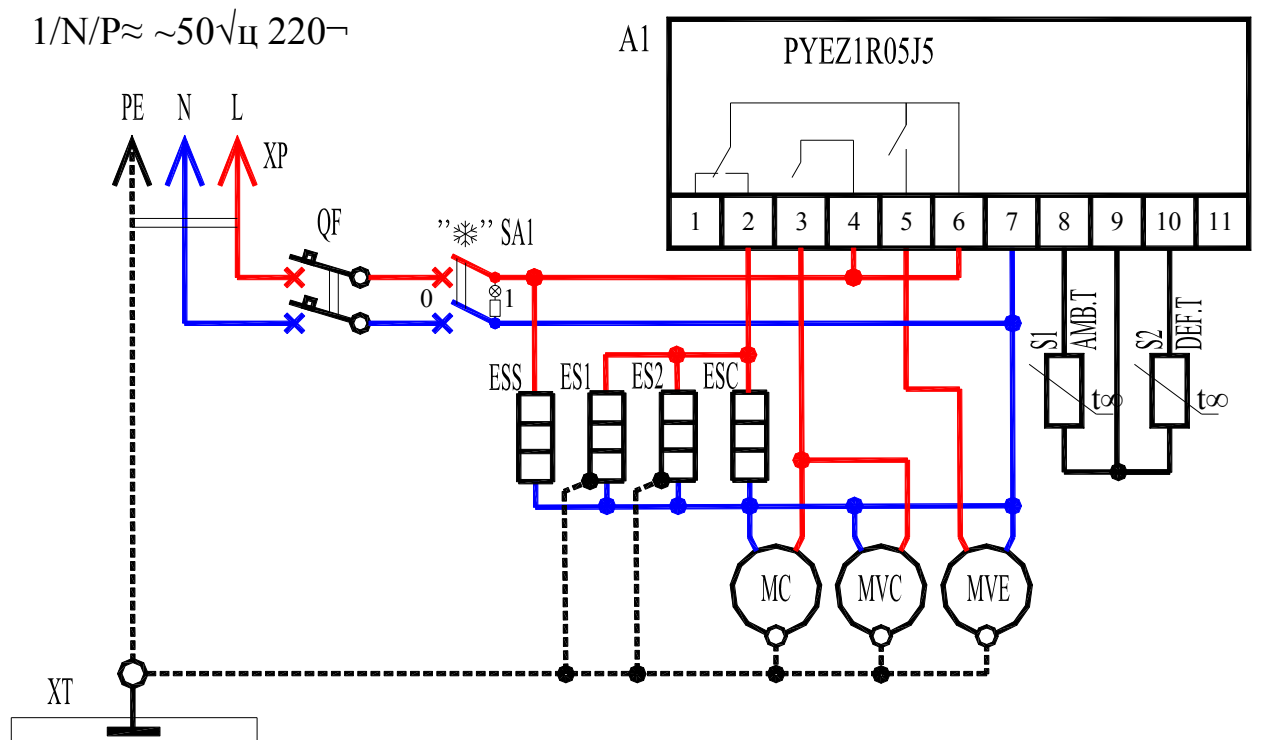 1/N/P≈ ~50√ц 220¬
A1
PYEZ1R05J5
PE N L
XP
QF
”❄” SA1
0 1
1 2 3 4 5 6 7 8 9 10 11
S1 AMB.T
S2 DEF.T
t∞ t∞
ESS ES1 ES2 ESC
MC MVC MVE
XT